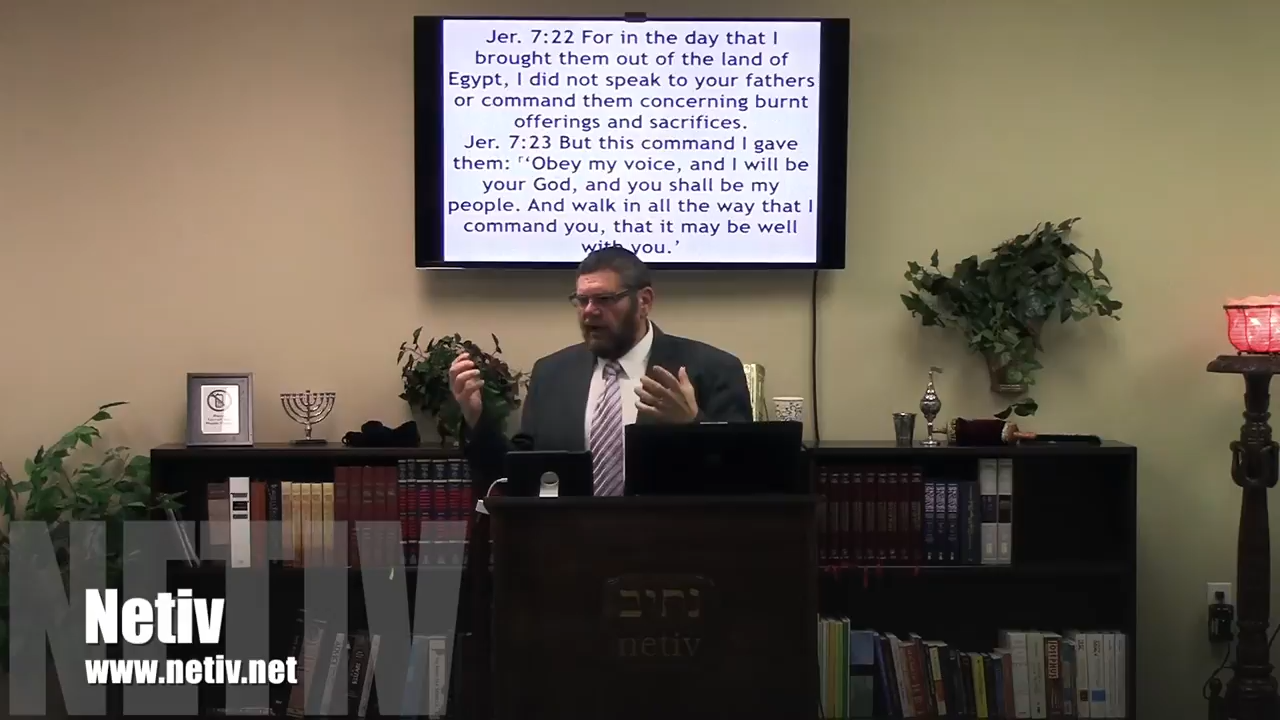 Jer. 7:22 For in the day that I
brought them out of the land of
Egypt, I did not speak to your fathers
or command them concerning burnt
offerings and sacrifices.
Jer. 7:23 But this command I gave
them: ⌜‘Obey my voice, and I will be
your God, and you shall be my
people. And walk in all the way that I
command you, that it may be well
with you.’
NETIV
Netiv
www.netiv.net
נתיב
netiv